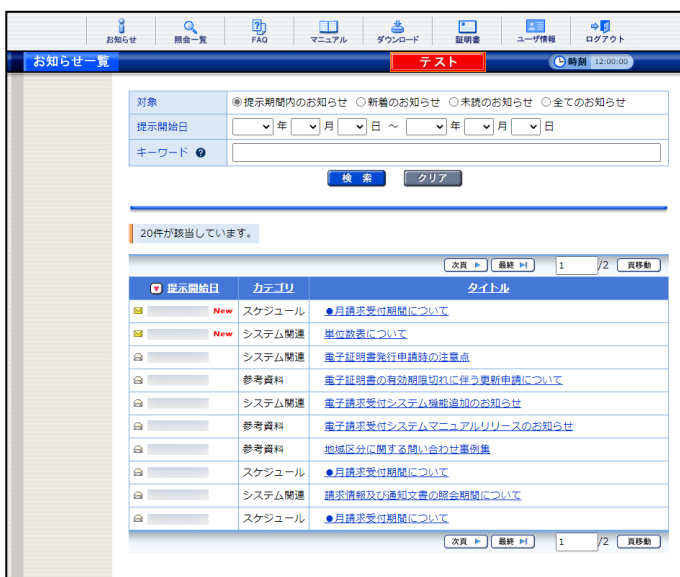 お知らせ 照会一覧 FAQ マニュアル ダウンロード 証明書 ユーザ情報 ログアウト
お知らせ一覧 テスト 時刻 12:00:00
対象 提示期間内のお知らせ 新着のお知らせ 未読のお知らせ 全てのお知らせ
提示開始日 年 月 日 ～ 年 月 日
キーワード ?
検 索 クリア
20件が該当しています。
次頁 最終 1 /2 頁移動
提示開始日 カテゴリ タイトル
New スケジュール ●月請求受付期間について
New システム関連 単位数表について
システム関連 電子証明書発行申請時の注意点
参考資料 電子証明書の有効期限切れに伴う更新申請について
システム関連 電子請求受付システム機能追加のお知らせ
参考資料 電子請求受付システムマニュアルリリースのお知らせ
参考資料 地域区分に関する問い合わせ事例集
スケジュール ●月請求受付期間について
システム関連 請求情報及び通知文書の照会期間について
スケジュール ●月請求受付期間について
次頁 最終 1 /2 頁移動